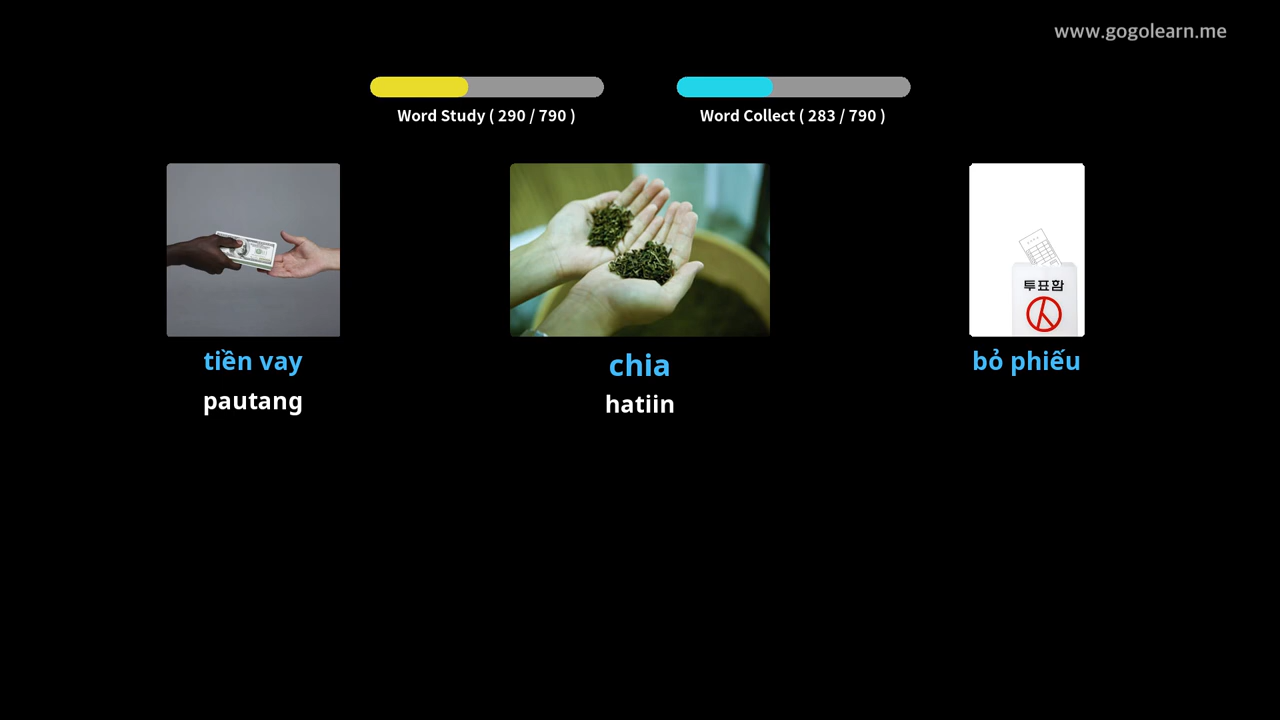 www.gogolearn.me
Word Study ( 290 / 790 )
Word Collect ( 283 / 790 )
투표함
tiền vay
chia
bỏ phiếu
pautang
hatiin